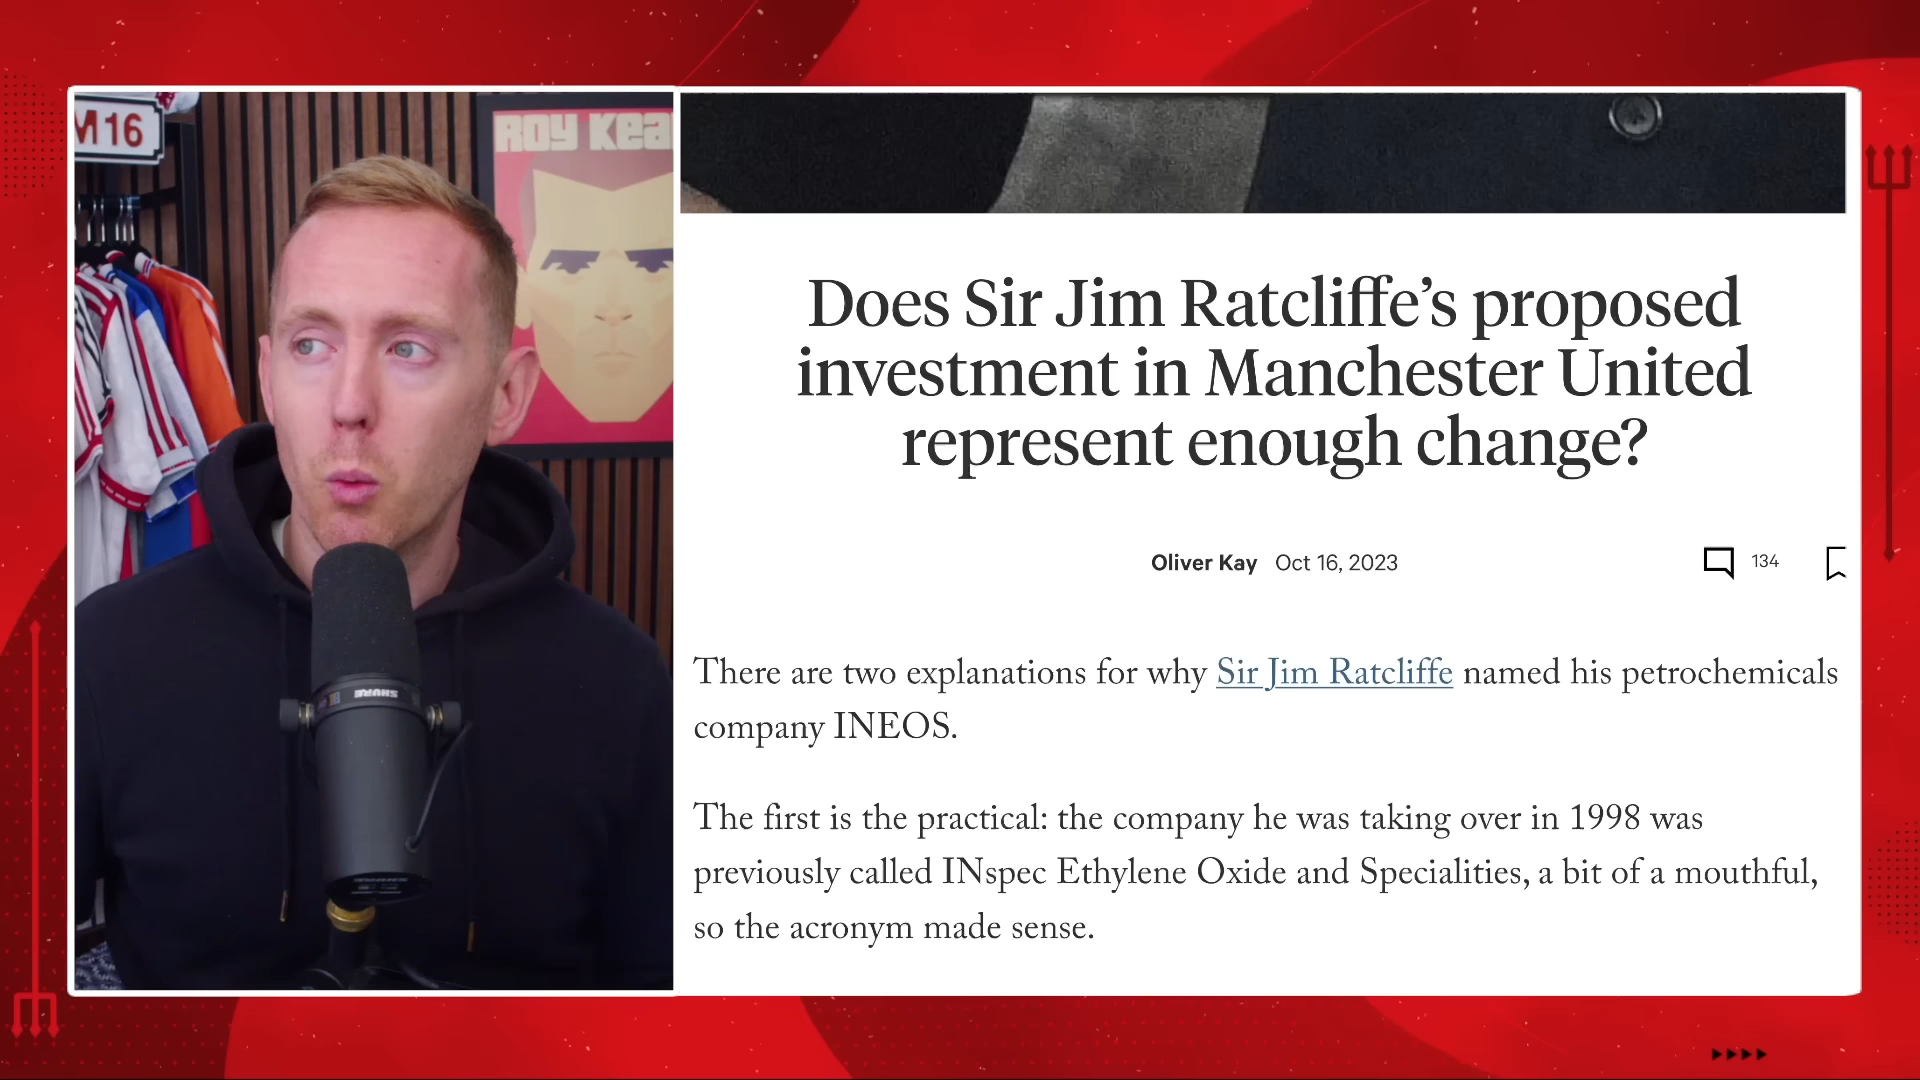 M16
ROY Kea
Does Sir Jim Ratcliffe’s proposed
investment in Manchester United
represent enough change?
Oliver Kay Oct 16, 2023
134
There are two explanations for why Sir Jim Ratcliffe named his petrochemicals
company INEOS.
The first is the practical: the company he was taking over in 1998 was
previously called INspec Ethylene Oxide and Specialities, a bit of a mouthful,
so the acronym made sense.
SHURE